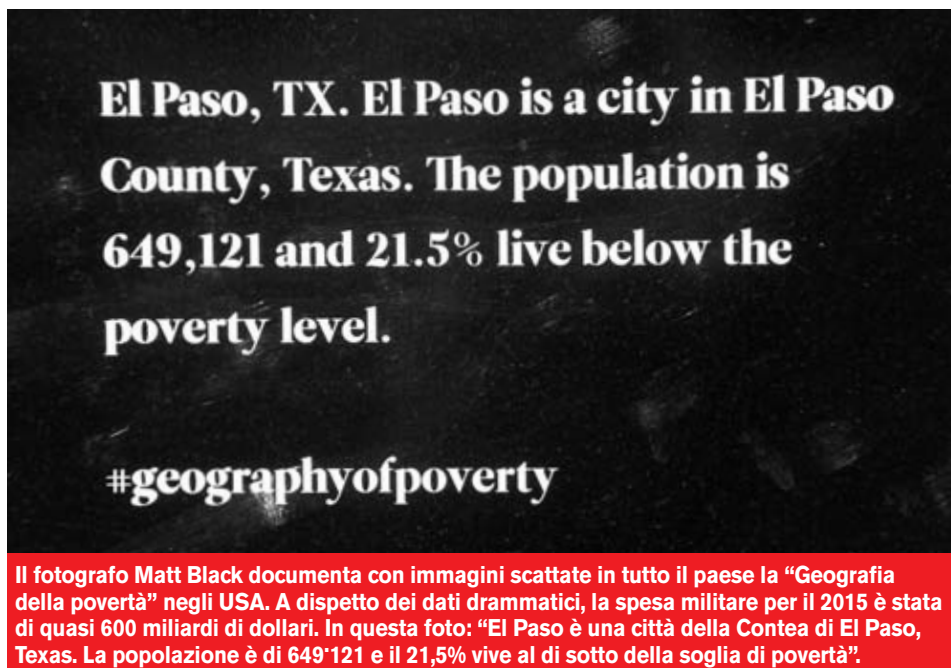 El Paso, TX. El Paso is a city in El Paso
County, Texas. The population is
649,121 and 21.5% live below the
poverty level.
#geographyofpoverty
Il fotografo Matt Black documenta con immagini scattate in tutto il paese la “Geografia
della povertà” negli USA. A dispetto dei dati drammatici, la spesa militare per il 2015 è stata
di quasi 600 miliardi di dollari. In questa foto: “El Paso è una città della Contea di El Paso,
Texas. La popolazione è di 649'121 e il 21,5% vive al di sotto della soglia di povertà”.